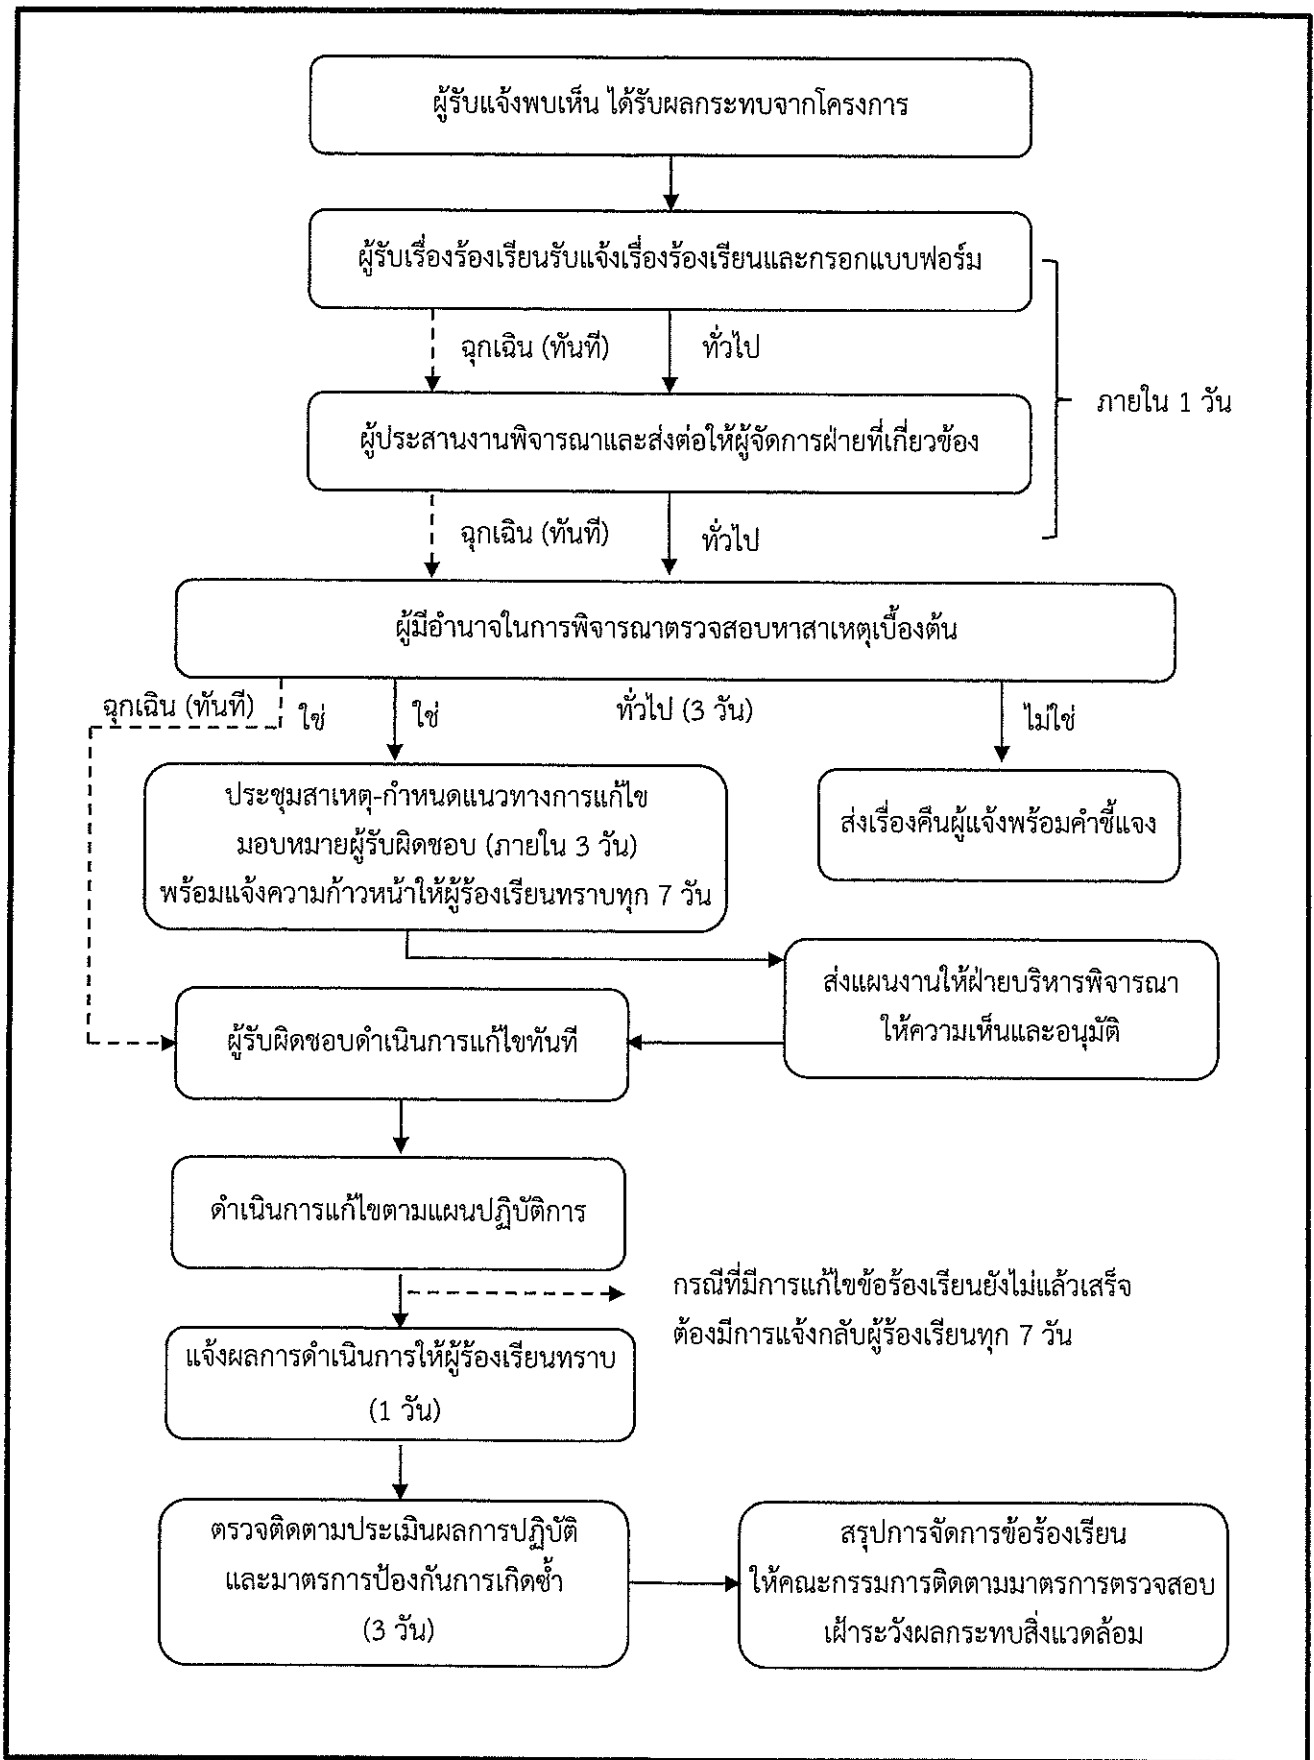 ผู้รับแจ้งพบเห็น ได้รับผลกระทบจากโครงการ
ผู้รับเรื่องร้องเรียนรับแจ้งเรื่องร้องเรียนและกรอกแบบฟอร์ม
ฉุกเฉิน (ทันที)
ทั่วไป
ภายใน 1 วัน
ผู้ประสานงานพิจารณาและส่งต่อให้ผู้จัดการฝ่ายที่เกี่ยวข้อง
ฉุกเฉิน (ทันที)
ทั่วไป
ผู้มีอำนาจในการพิจารณาตรวจสอบหาสาเหตุเบื้องต้น
ฉุกเฉิน (ทันที)
ใช่
ใช่
ทั่วไป (3 วัน)
ไม่ใช่
ประชุมสาเหตุ-กำหนดแนวทางการแก้ไข
มอบหมายผู้รับผิดชอบ (ภายใน 3 วัน)
พร้อมแจ้งความก้าวหน้าให้ผู้ร้องเรียนทราบทุก 7 วัน
ส่งเรื่องคืนผู้แจ้งพร้อมคำชี้แจง
ส่งแผนงานให้ฝ่ายบริหารพิจารณา
ให้ความเห็นและอนุมัติ
ผู้รับผิดชอบดำเนินการแก้ไขทันที
ดำเนินการแก้ไขตามแผนปฏิบัติการ
กรณีที่มีการแก้ไขข้อร้องเรียนยังไม่แล้วเสร็จ
ต้องมีการแจ้งกลับผู้ร้องเรียนทุก 7 วัน
แจ้งผลการดำเนินการให้ผู้ร้องเรียนทราบ
(1 วัน)
ตรวจติดตามประเมินผลการปฏิบัติ
และมาตรการป้องกันการเกิดซ้ำ
(3 วัน)
สรุปการจัดการข้อร้องเรียน
ให้คณะกรรมการติดตามมาตรการตรวจสอบ
เฝ้าระวังผลกระทบสิ่งแวดล้อม